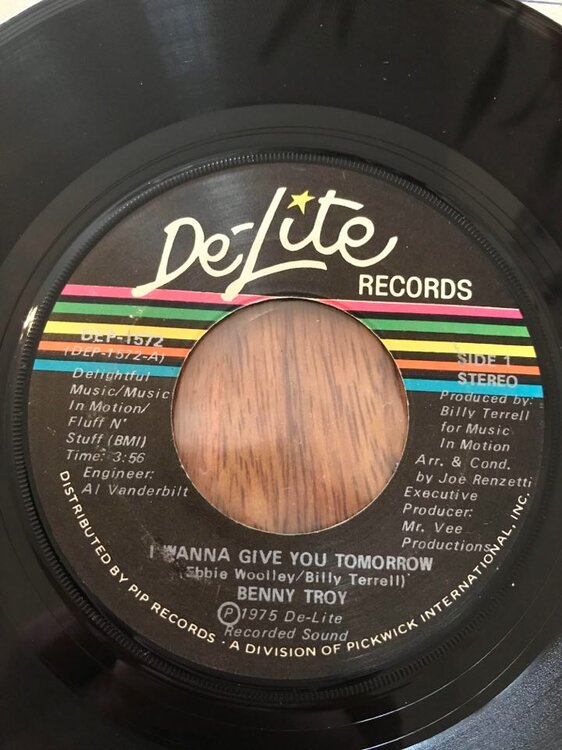 De-Lite
RECORDS
DEP-1572
(DEP-1572-A)
Delightful
Music/Music
In Motion/
Fluff N'
Stuff (BMI)
Time: 3:56
Engineer:
Al Vanderbilt
SIDE 1
STEREO
Produced by:
Billy Terrell
for Music
In Motion
Arr. & Cond.
by Joe Renzetti
Executive
Producer:
Mr. Vee
Productions
I WANNA GIVE YOU TOMORROW
(Ebbie Woolley/Billy Terrell)
BENNY TROY
Ⓟ1975 De-Lite
Recorded Sound
DISTRIBUTED BY PIP RECORDS · A DIVISION OF PICKWICK INTERNATIONAL, INC.